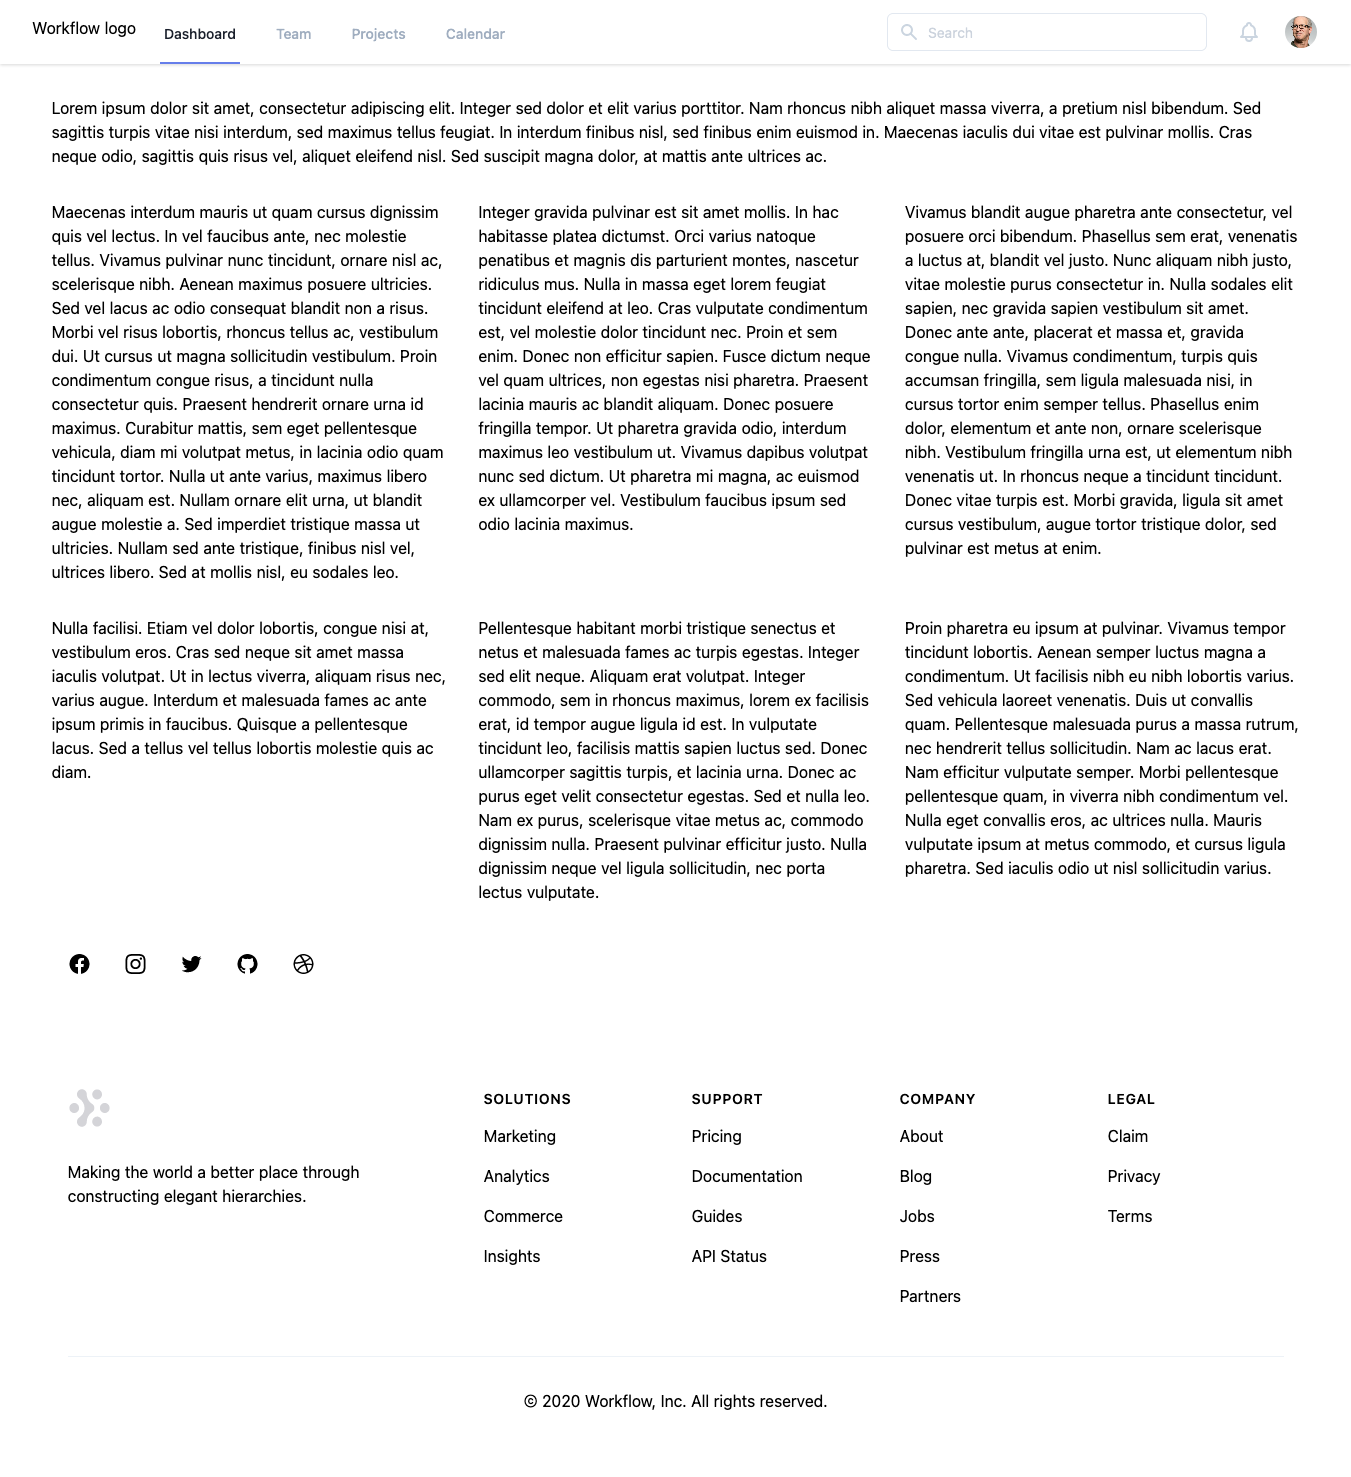 Workflow logo
Dashboard
Team
Projects
Calendar
Search
Lorem ipsum dolor sit amet, consectetur adipiscing elit. Integer sed dolor et elit varius porttitor. Nam rhoncus nibh aliquet massa viverra, a pretium nisl bibendum. Sed
sagittis turpis vitae nisi interdum, sed maximus tellus feugiat. In interdum finibus nisl, sed finibus enim euismod in. Maecenas iaculis dui vitae est pulvinar mollis. Cras
neque odio, sagittis quis risus vel, aliquet eleifend nisl. Sed suscipit magna dolor, at mattis ante ultrices ac.
Maecenas interdum mauris ut quam cursus dignissim
quis vel lectus. In vel faucibus ante, nec molestie
tellus. Vivamus pulvinar nunc tincidunt, ornare nisl ac,
scelerisque nibh. Aenean maximus posuere ultricies.
Sed vel lacus ac odio consequat blandit non a risus.
Morbi vel risus lobortis, rhoncus tellus ac, vestibulum
dui. Ut cursus ut magna sollicitudin vestibulum. Proin
condimentum congue risus, a tincidunt nulla
consectetur quis. Praesent hendrerit ornare urna id
maximus. Curabitur mattis, sem eget pellentesque
vehicula, diam mi volutpat metus, in lacinia odio quam
tincidunt tortor. Nulla ut ante varius, maximus libero
nec, aliquam est. Nullam ornare elit urna, ut blandit
augue molestie a. Sed imperdiet tristique massa ut
ultricies. Nullam sed ante tristique, finibus nisl vel,
ultrices libero. Sed at mollis nisl, eu sodales leo.
Integer gravida pulvinar est sit amet mollis. In hac
habitasse platea dictumst. Orci varius natoque
penatibus et magnis dis parturient montes, nascetur
ridiculus mus. Nulla in massa eget lorem feugiat
tincidunt eleifend at leo. Cras vulputate condimentum
est, vel molestie dolor tincidunt nec. Proin et sem
enim. Donec non efficitur sapien. Fusce dictum neque
vel quam ultrices, non egestas nisi pharetra. Praesent
lacinia mauris ac blandit aliquam. Donec posuere
fringilla tempor. Ut pharetra gravida odio, interdum
maximus leo vestibulum ut. Vivamus dapibus volutpat
nunc sed dictum. Ut pharetra mi magna, ac euismod
ex ullamcorper vel. Vestibulum faucibus ipsum sed
odio lacinia maximus.
Vivamus blandit augue pharetra ante consectetur, vel
posuere orci bibendum. Phasellus sem erat, venenatis
a luctus at, blandit vel justo. Nunc aliquam nibh justo,
vitae molestie purus consectetur in. Nulla sodales elit
sapien, nec gravida sapien vestibulum sit amet.
Donec ante ante, placerat et massa et, gravida
congue nulla. Vivamus condimentum, turpis quis
accumsan fringilla, sem ligula malesuada nisi, in
cursus tortor enim semper tellus. Phasellus enim
dolor, elementum et ante non, ornare scelerisque
nibh. Vestibulum fringilla urna est, ut elementum nibh
venenatis ut. In rhoncus neque a tincidunt tincidunt.
Donec vitae turpis est. Morbi gravida, ligula sit amet
cursus vestibulum, augue tortor tristique dolor, sed
pulvinar est metus at enim.
Nulla facilisi. Etiam vel dolor lobortis, congue nisi at,
vestibulum eros. Cras sed neque sit amet massa
iaculis volutpat. Ut in lectus viverra, aliquam risus nec,
varius augue. Interdum et malesuada fames ac ante
ipsum primis in faucibus. Quisque a pellentesque
lacus. Sed a tellus vel tellus lobortis molestie quis ac
diam.
Pellentesque habitant morbi tristique senectus et
netus et malesuada fames ac turpis egestas. Integer
sed elit neque. Aliquam erat volutpat. Integer
commodo, sem in rhoncus maximus, lorem ex facilisis
erat, id tempor augue ligula id est. In vulputate
tincidunt leo, facilisis mattis sapien luctus sed. Donec
ullamcorper sagittis turpis, et lacinia urna. Donec ac
purus eget velit consectetur egestas. Sed et nulla leo.
Nam ex purus, scelerisque vitae metus ac, commodo
dignissim nulla. Praesent pulvinar efficitur justo. Nulla
dignissim neque vel ligula sollicitudin, nec porta
lectus vulputate.
Proin pharetra eu ipsum at pulvinar. Vivamus tempor
tincidunt lobortis. Aenean semper luctus magna a
condimentum. Ut facilisis nibh eu nibh lobortis varius.
Sed vehicula laoreet venenatis. Duis ut convallis
quam. Pellentesque malesuada purus a massa rutrum,
nec hendrerit tellus sollicitudin. Nam ac lacus erat.
Nam efficitur vulputate semper. Morbi pellentesque
pellentesque quam, in viverra nibh condimentum vel.
Nulla eget convallis eros, ac ultrices nulla. Mauris
vulputate ipsum at metus commodo, et cursus ligula
pharetra. Sed iaculis odio ut nisl sollicitudin varius.
Making the world a better place through
constructing elegant hierarchies.
SOLUTIONS
Marketing
Analytics
Commerce
Insights
SUPPORT
Pricing
Documentation
Guides
API Status
COMPANY
About
Blog
Jobs
Press
Partners
LEGAL
Claim
Privacy
Terms
© 2020 Workflow, Inc. All rights reserved.